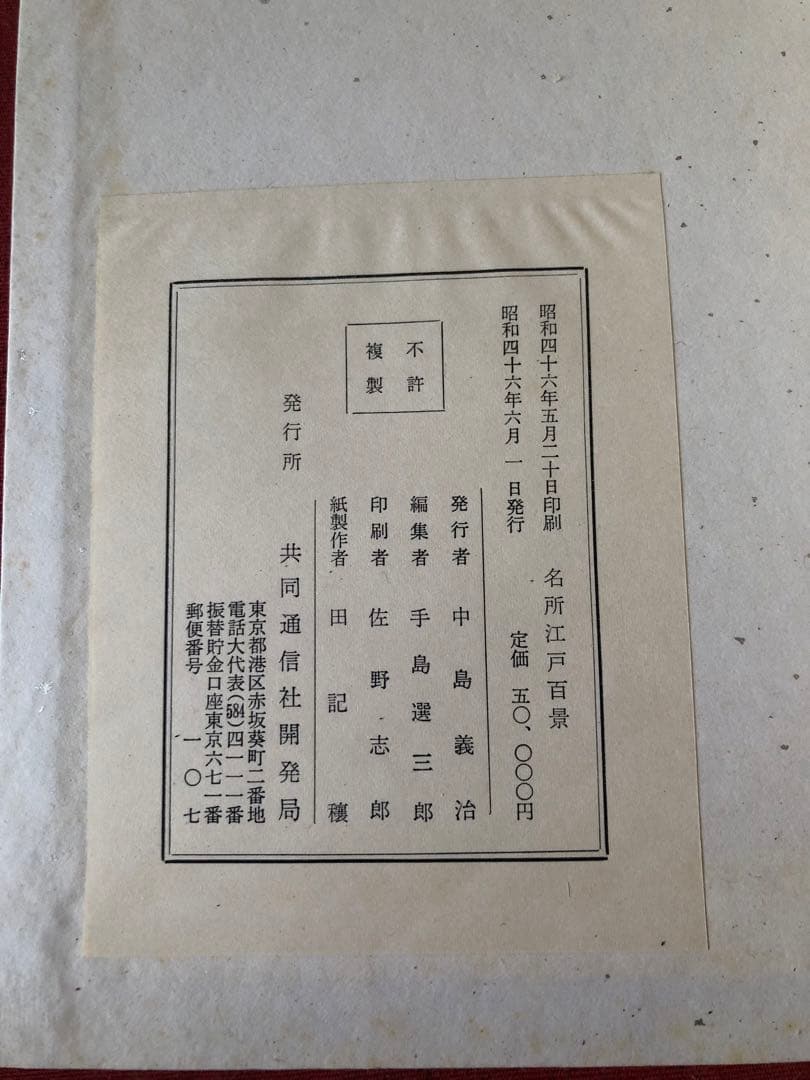 昭和四十六年五月二十日印刷　名所江戸百景
昭和四十六年六月一日発行　定価 五〇、〇〇〇円
不許
複製
発行者　中島義治
編集者　手島選三郎
印刷者　佐野志郎
紙製作者　田記穣
発行所　共同通信社開発局
東京都港区赤坂葵町二番地
電話大代表(584)四一一一番
振替貯金口座東京六七一番
郵便番号　一〇七